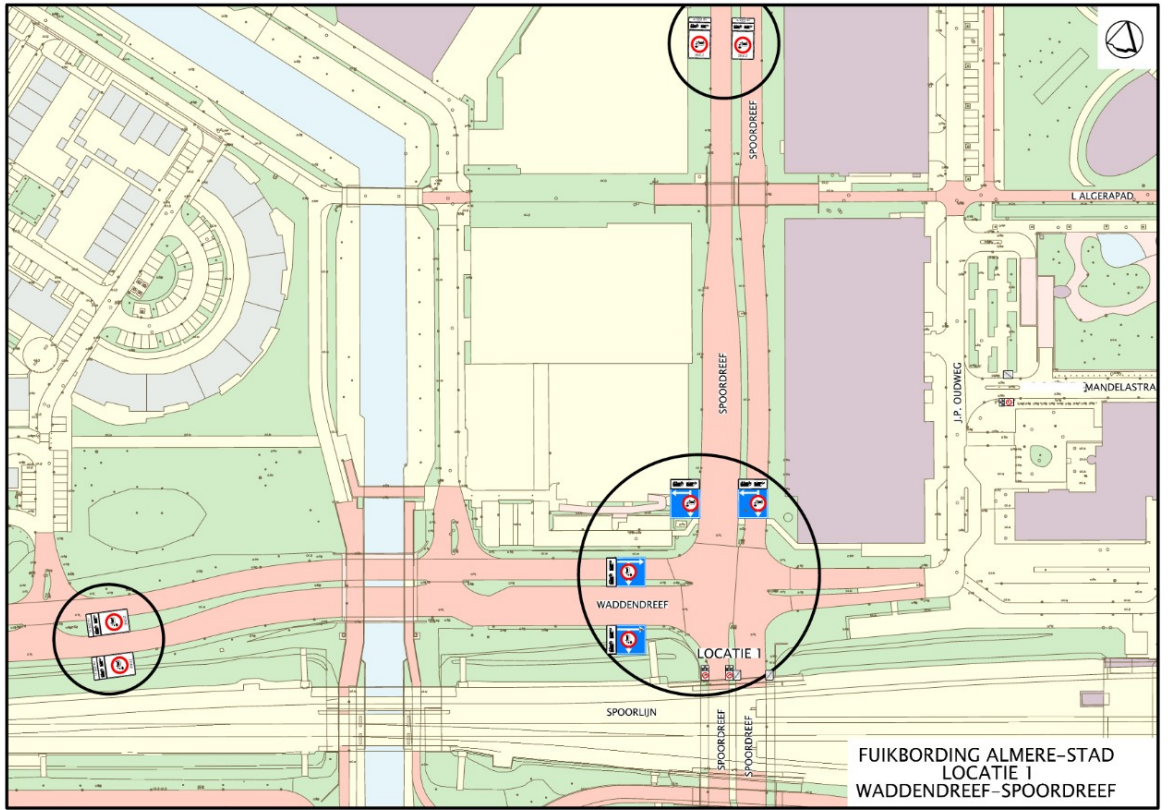 SPOORDREEF
L ALGERAPAD
SPOORDREEF
J.P. OUDWEG
MANDELASTRA
WADDENDREEF
LOCATIE 1
SPOORLIJN
SPOORDREEF
SPOORDREEF
FUIKBORDING ALMERE-STAD
LOCATIE 1
WADDENDREEF-SPOORDREEF